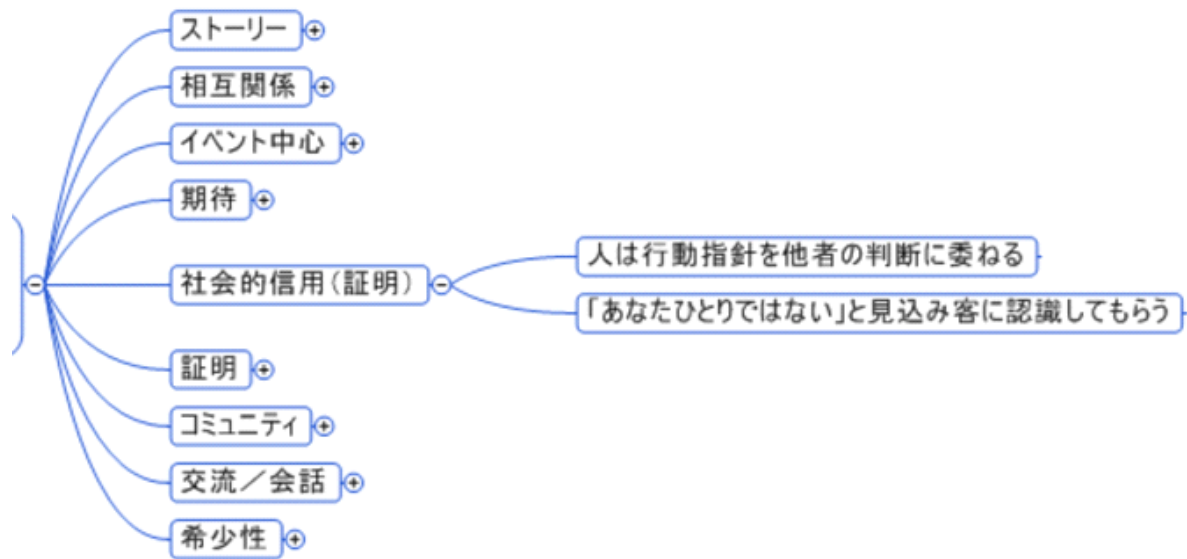 ストーリー
相互関係
イベント中心
期待
社会的信用(証明)
人は行動指針を他者の判断に委ねる
「あなたひとりではない」と見込み客に認識してもらう
証明
コミュニティ
交流／会話
希少性